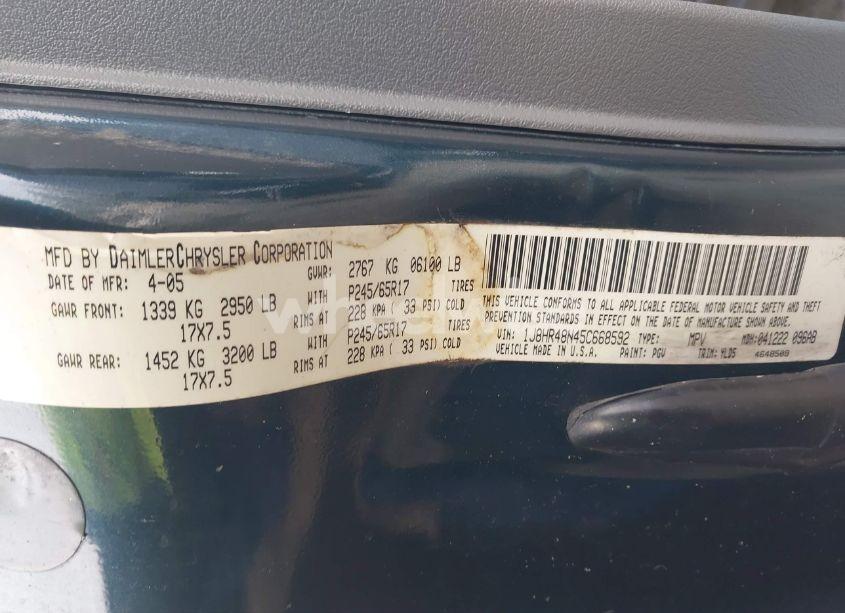 MFD BY DAIMLERCHRYSLER CORPORATION
DATE OF MFR: 4-05 GVWR: 2767 KG 06100 LB
GAWR FRONT: 1339 KG 2950 LB WITH P245/65R17 TIRES
17X7.5 RIMS AT 228 KPA ( 33 PSI) COLD
GAWR REAR: 1452 KG 3200 LB WITH P245/65R17 TIRES
17X7.5 RIMS AT 228 KPA ( 33 PSI) COLD
THIS VEHICLE CONFORMS TO ALL APPLICABLE FEDERAL MOTOR VEHICLE SAFETY AND THEFT
PREVENTION STANDARDS IN EFFECT ON THE DATE OF MANUFACTURE SHOWN ABOVE.
VIN: 1J8HR48N45C668592 TYPE: MPV MDH:041222 096AB
VEHICLE MADE IN U.S.A. PAINT: PGV TRIM: YLD5